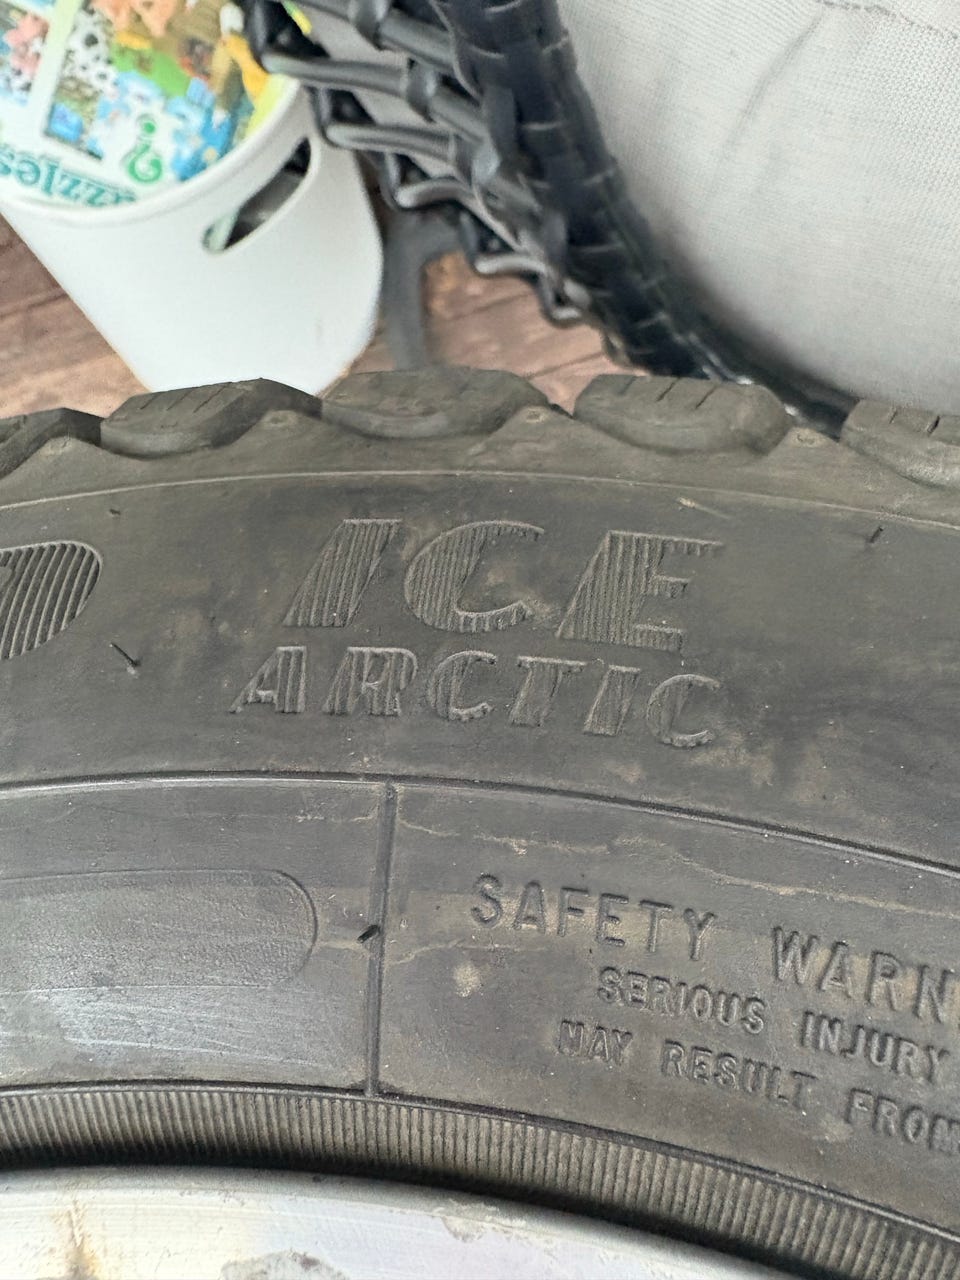 ICE
ARCTIC
SAFETY WARN
SERIOUS INJURY
MAY RESULT FROM